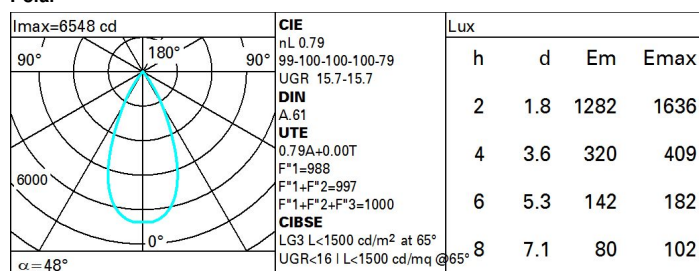 Imax=6548 cd
90° 180° 90°
6000
0°
α=48°
CIE
nL 0.79
99-100-100-100-79
UGR 15.7-15.7
DIN
A.61
UTE
0.79A+0.00T
F"1=988
F"1+F"2=997
F"1+F"2+F"3=1000
CIBSE
LG3 L<1500 cd/m² at 65°
UGR<16 | L<1500 cd/mq @65°
Lux
h d Em Emax
2 1.8 1282 1636
4 3.6 320 409
6 5.3 142 182
8 7.1 80 102